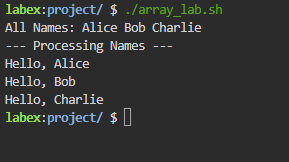 labex:project/ $ ./array_lab.sh
All Names: Alice Bob Charlie
--- Processing Names ---
Hello, Alice
Hello, Bob
Hello, Charlie
labex:project/ $